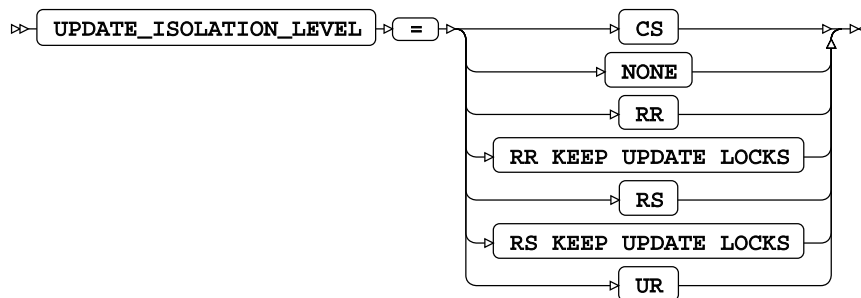 UPDATE_ISOLATION_LEVEL = CS
NONE
RR
RR KEEP UPDATE LOCKS
RS
RS KEEP UPDATE LOCKS
UR